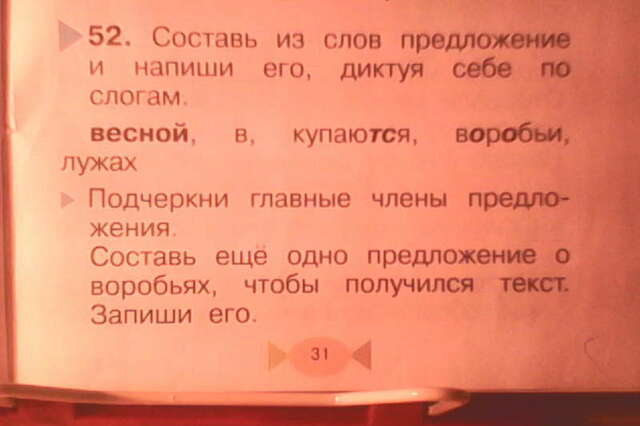 52. Составь из слов предложение
и напиши его, диктуя себе по
слогам.
весной, в, купаются, воробьи,
лужах
Подчеркни главные члены предло-
жения.
Составь ещё одно предложение о
воробьях, чтобы получился текст.
Запиши его.
31